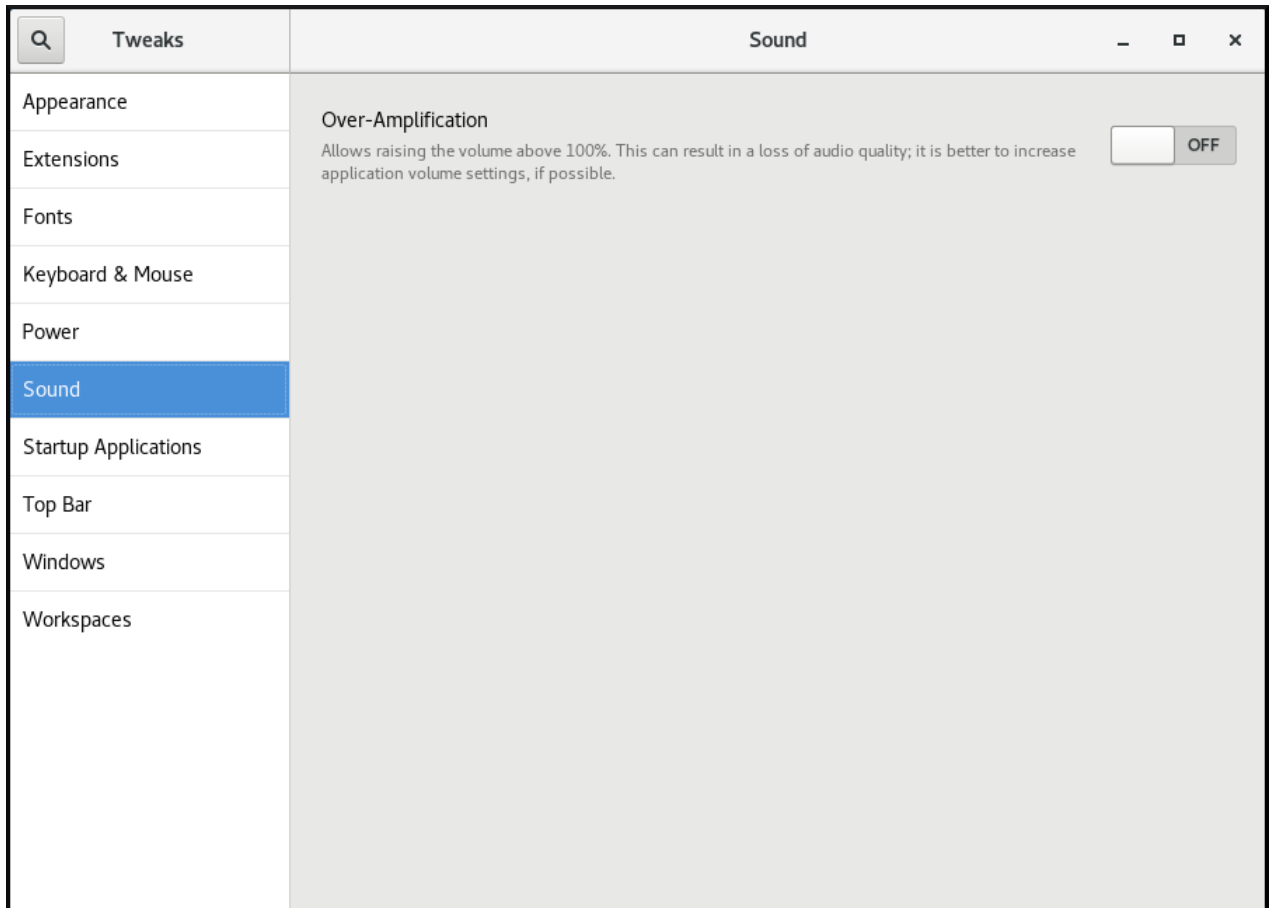 Tweaks
Sound
Appearance
Extensions
Fonts
Keyboard & Mouse
Power
Sound
Startup Applications
Top Bar
Windows
Workspaces
Over-Amplification
Allows raising the volume above 100%. This can result in a loss of audio quality; it is better to increase
application volume settings, if possible.
OFF